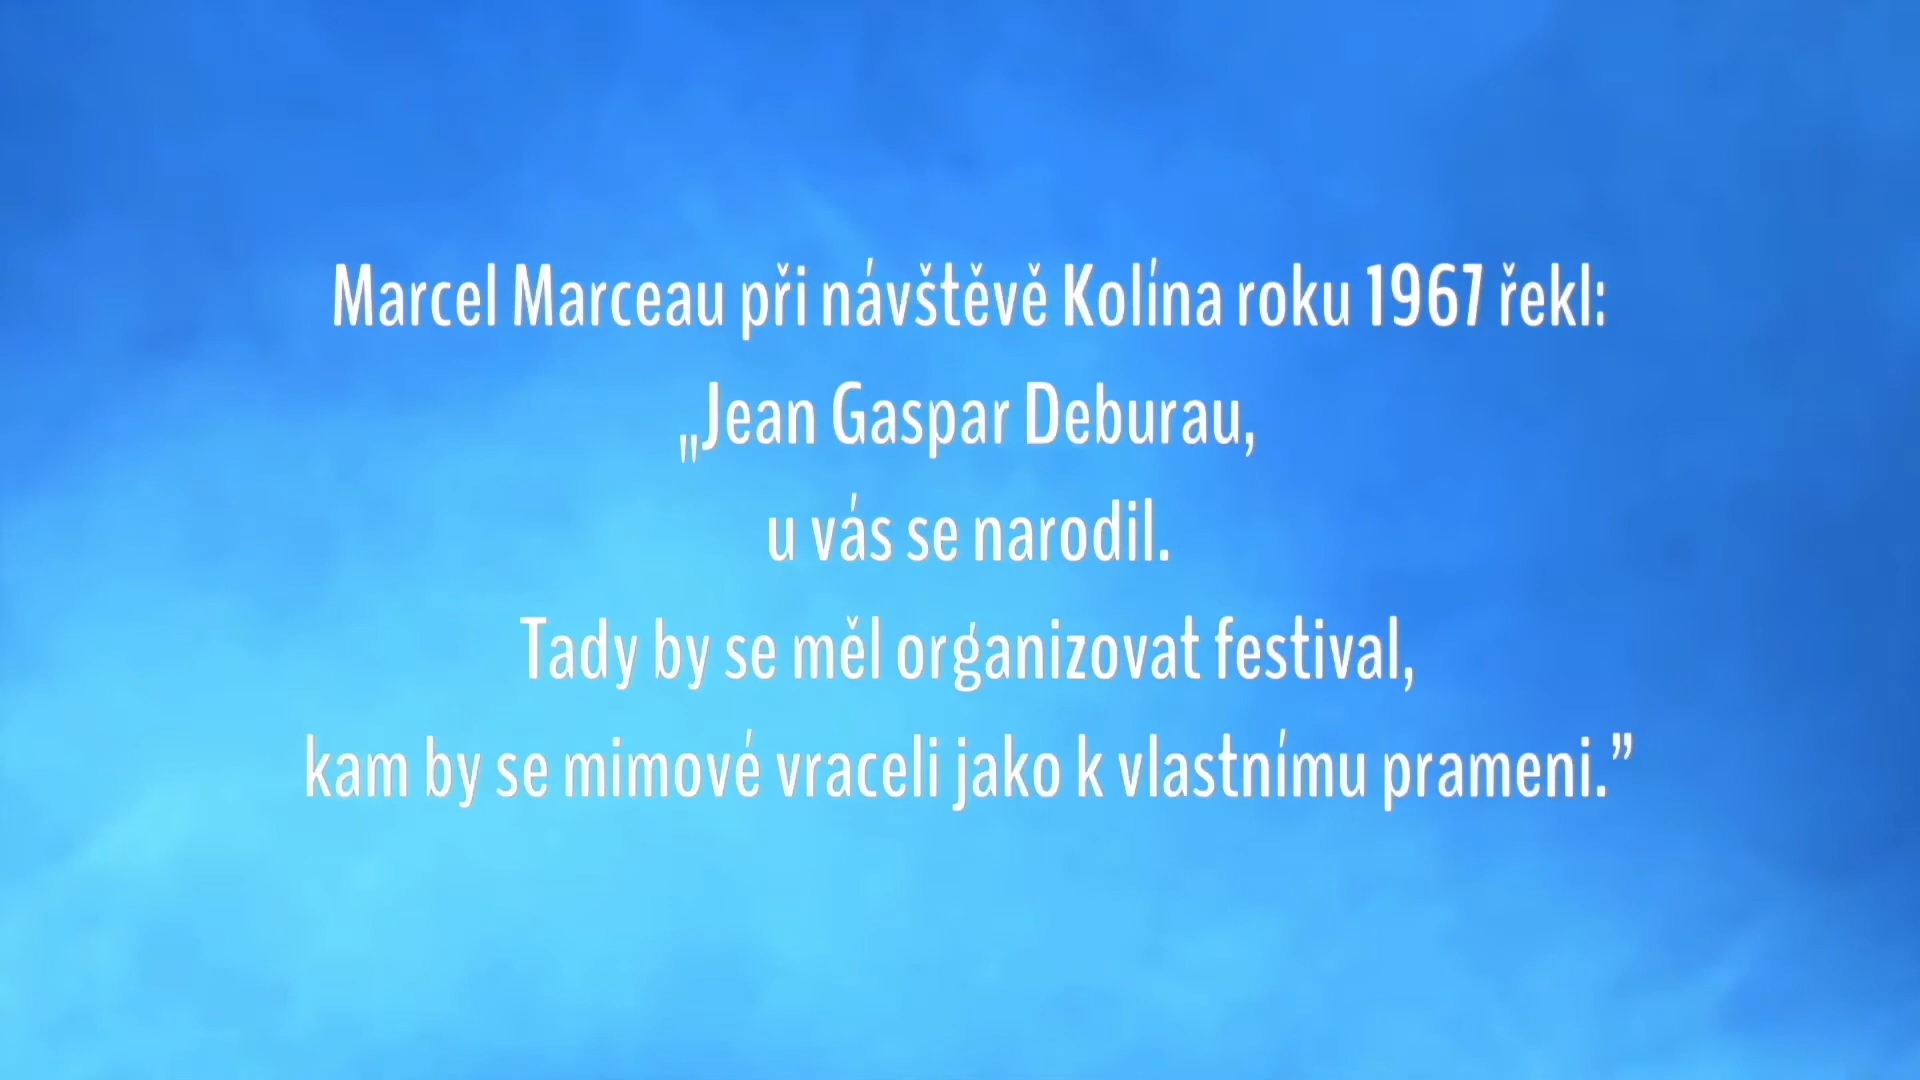 Marcel Marceau při návštěvě Kolína roku 1967 řekl:
„Jean Gaspar Deburau,
u vás se narodil.
Tady by se měl organizovat festival,
kam by se mimové vraceli jako k vlastnímu prameni.”